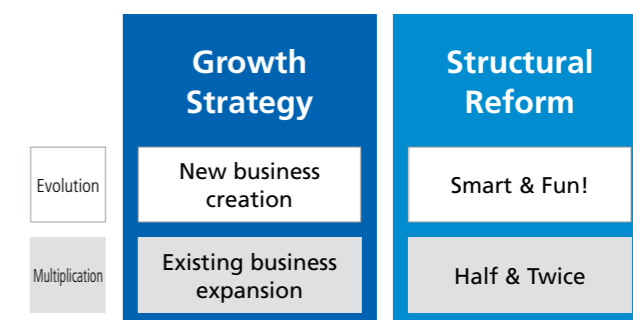 Growth
Strategy
Structural
Reform
Evolution
New business
creation
Smart & Fun!
Multiplication
Existing business
expansion
Half & Twice